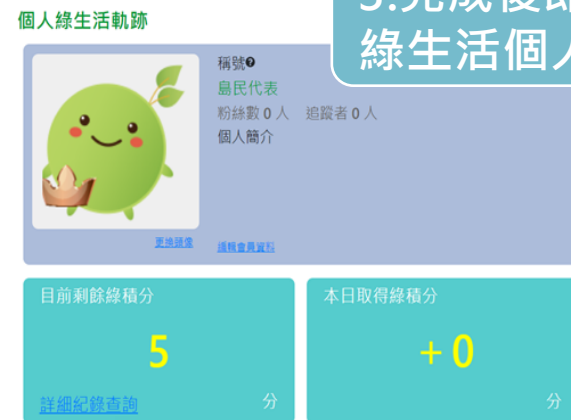 個人綠生活軌跡
綠生活個人
稱號?
島民代表
粉絲數 0 人 追蹤者 0 人
個人簡介
更換頭像
編輯會員資料
目前剩餘綠積分
5
詳細紀錄查詢 分
本日取得綠積分
+ 0
分